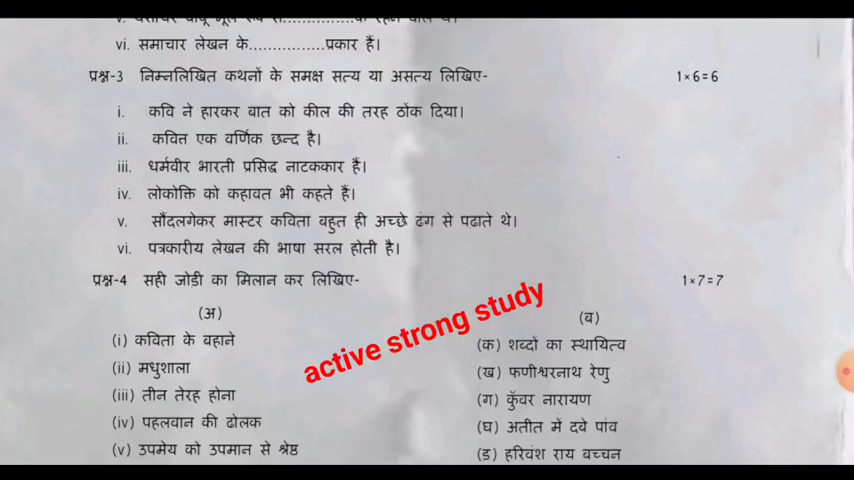 vi. समाचार लेखन के...............प्रकार हैं।
प्रश्न-3 निम्नलिखित कथनों के समक्ष सत्य या असत्य लिखिए- 1×6=6
i. कवि ने हारकर बात को कील की तरह ठोंक दिया।
ii. कवित्त एक वर्णिक छन्द है।
iii. धर्मवीर भारती प्रसिद्ध नाटककार हैं।
iv. लोकोक्ति को कहावत भी कहते हैं।
v. सौंदलगेकर मास्टर कविता बहुत ही अच्छे ढंग से पढाते थे।
vi. पत्रकारीय लेखन की भाषा सरल होती है।
प्रश्न-4 सही जोडी का मिलान कर लिखिए- 1×7=7
(अ) (ब)
(i) कविता के बहाने (क) शब्दों का स्थायित्व
(ii) मधुशाला (ख) फणीश्वरनाथ रेणु
(iii) तीन तेरह होना (ग) कुँवर नारायण
(iv) पहलवान की ढोलक (घ) अतीत में दबे पांव
(v) उपमेय को उपमान से श्रेष्ठ (ड) हरिवंश राय बच्चन
active strong study